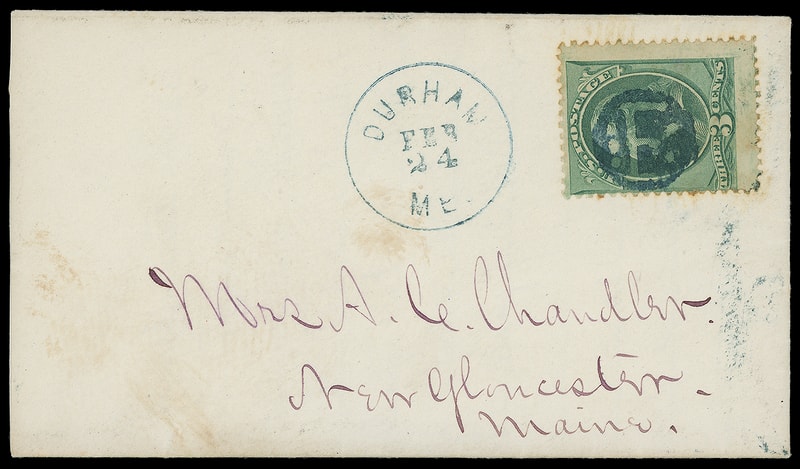 DURHAM
FEB
24
ME.
U.S. POSTAGE
THREE 3 CENTS
Mrs A. C. Chandler.
New Gloucester.
Maine.